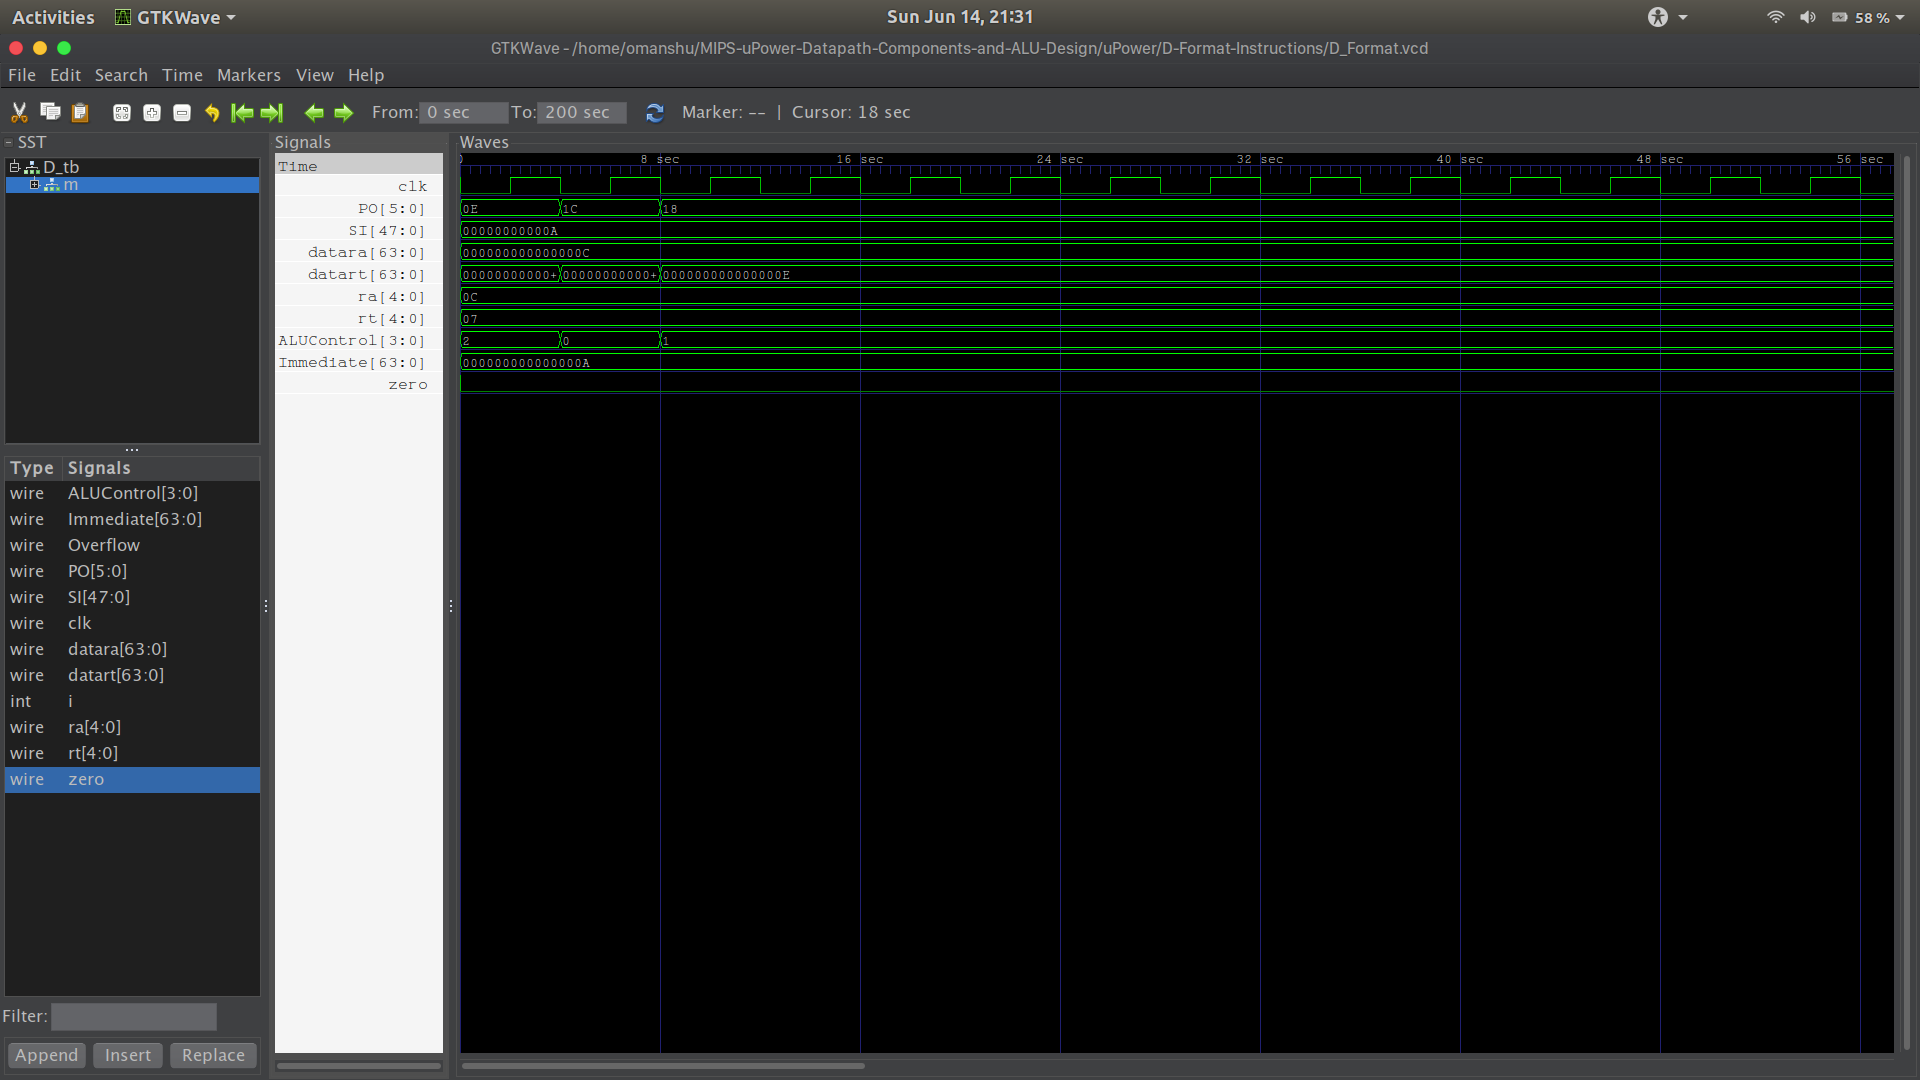 Activities GTKWave Sun Jun 14, 21:31 58 %
GTKWave - /home/omanshu/MIPS-uPower-Datapath-Components-and-ALU-Design/uPower/D-Format-Instructions/D_Format.vcd
File Edit Search Time Markers View Help
From: 0 sec To: 200 sec Marker: -- | Cursor: 18 sec
SST
D_tb
m
Type Signals
wire ALUControl[3:0]
wire Immediate[63:0]
wire Overflow
wire PO[5:0]
wire SI[47:0]
wire clk
wire datara[63:0]
wire datart[63:0]
int i
wire ra[4:0]
wire rt[4:0]
wire zero
Filter:
Append Insert Replace
Signals
Time
clk
PO[5:0]
SI[47:0]
datara[63:0]
datart[63:0]
ra[4:0]
rt[4:0]
ALUControl[3:0]
Immediate[63:0]
zero
Waves
0 8 sec 16 sec 24 sec 32 sec 40 sec 48 sec 56 sec
0E 1C 18
00000000000A
000000000000000C
00000000000+ 00000000000+ 000000000000000E
0C
07
2 0 1
000000000000000A